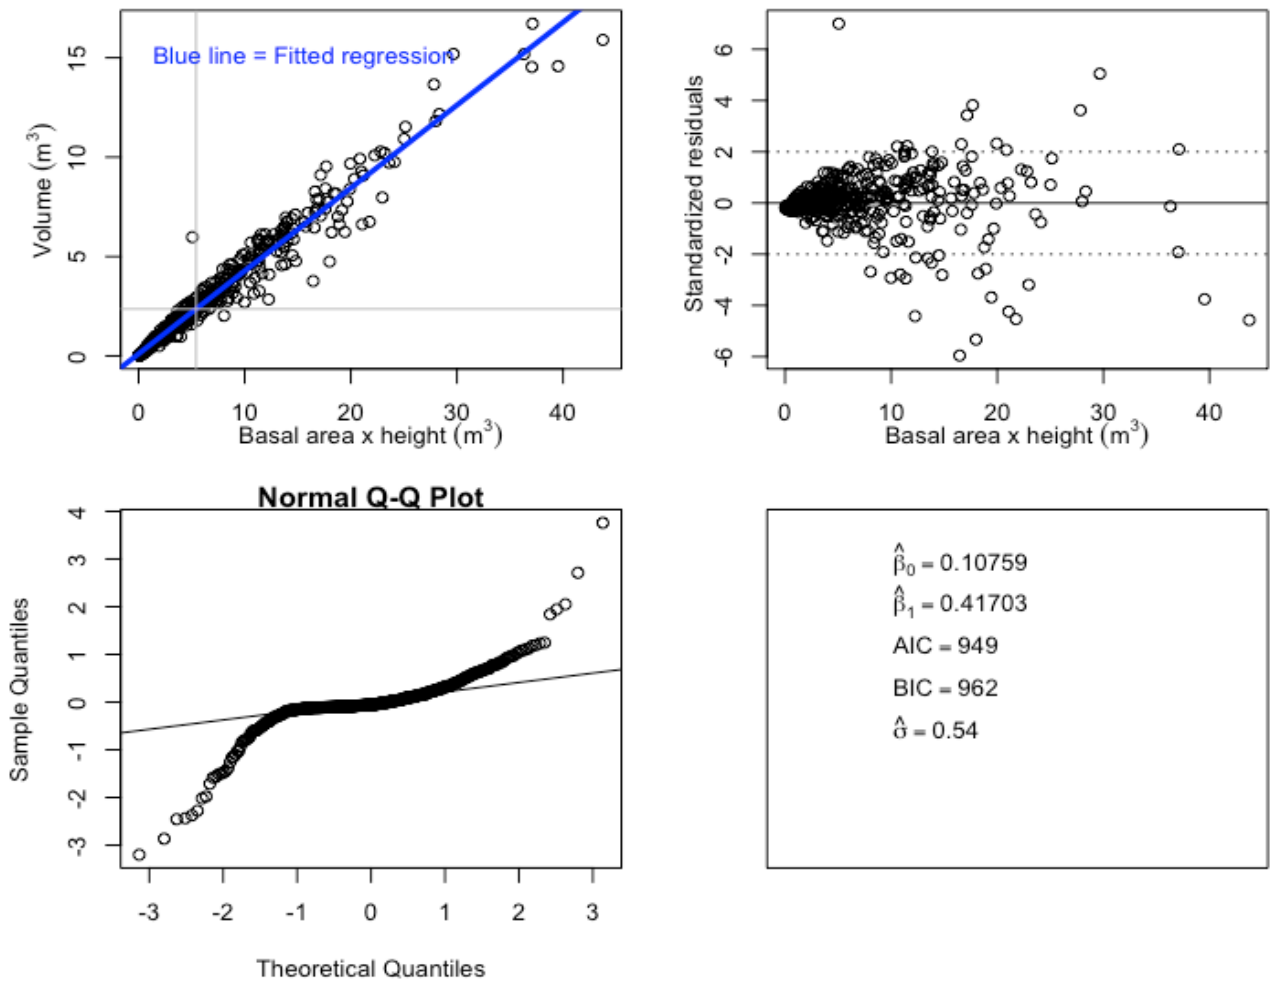 Blue line = Fitted regression
Volume (m³)
15
10
5
0
0 10 20 30 40
Basal area x height (m³)
Standardized residuals
6
4
2
0
-2
-4
-6
0 10 20 30 40
Basal area x height (m³)
Normal Q-Q Plot
Sample Quantiles
4
3
2
1
0
-1
-2
-3
-3 -2 -1 0 1 2 3
Theoretical Quantiles
β̂₀ = 0.10759
β̂₁ = 0.41703
AIC = 949
BIC = 962
σ̂ = 0.54